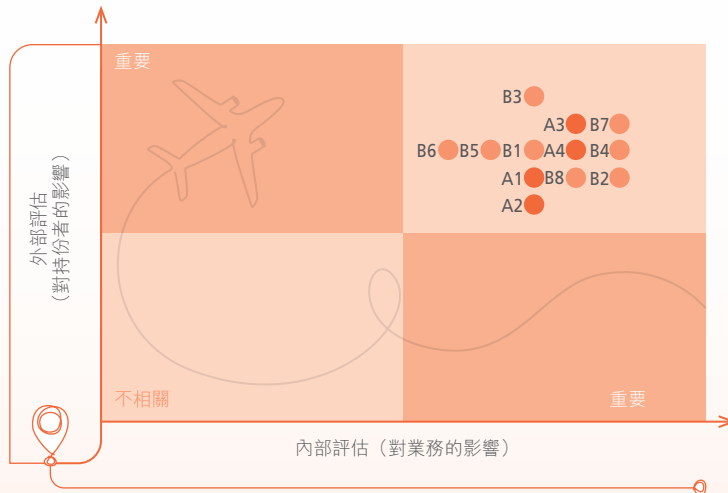 重要
B3
A3 B7
B6 B5 B1 A4 B4
A1 B8 B2
A2
外部評估
（對持份者的影響）
不相關
重要
內部評估（對業務的影響）